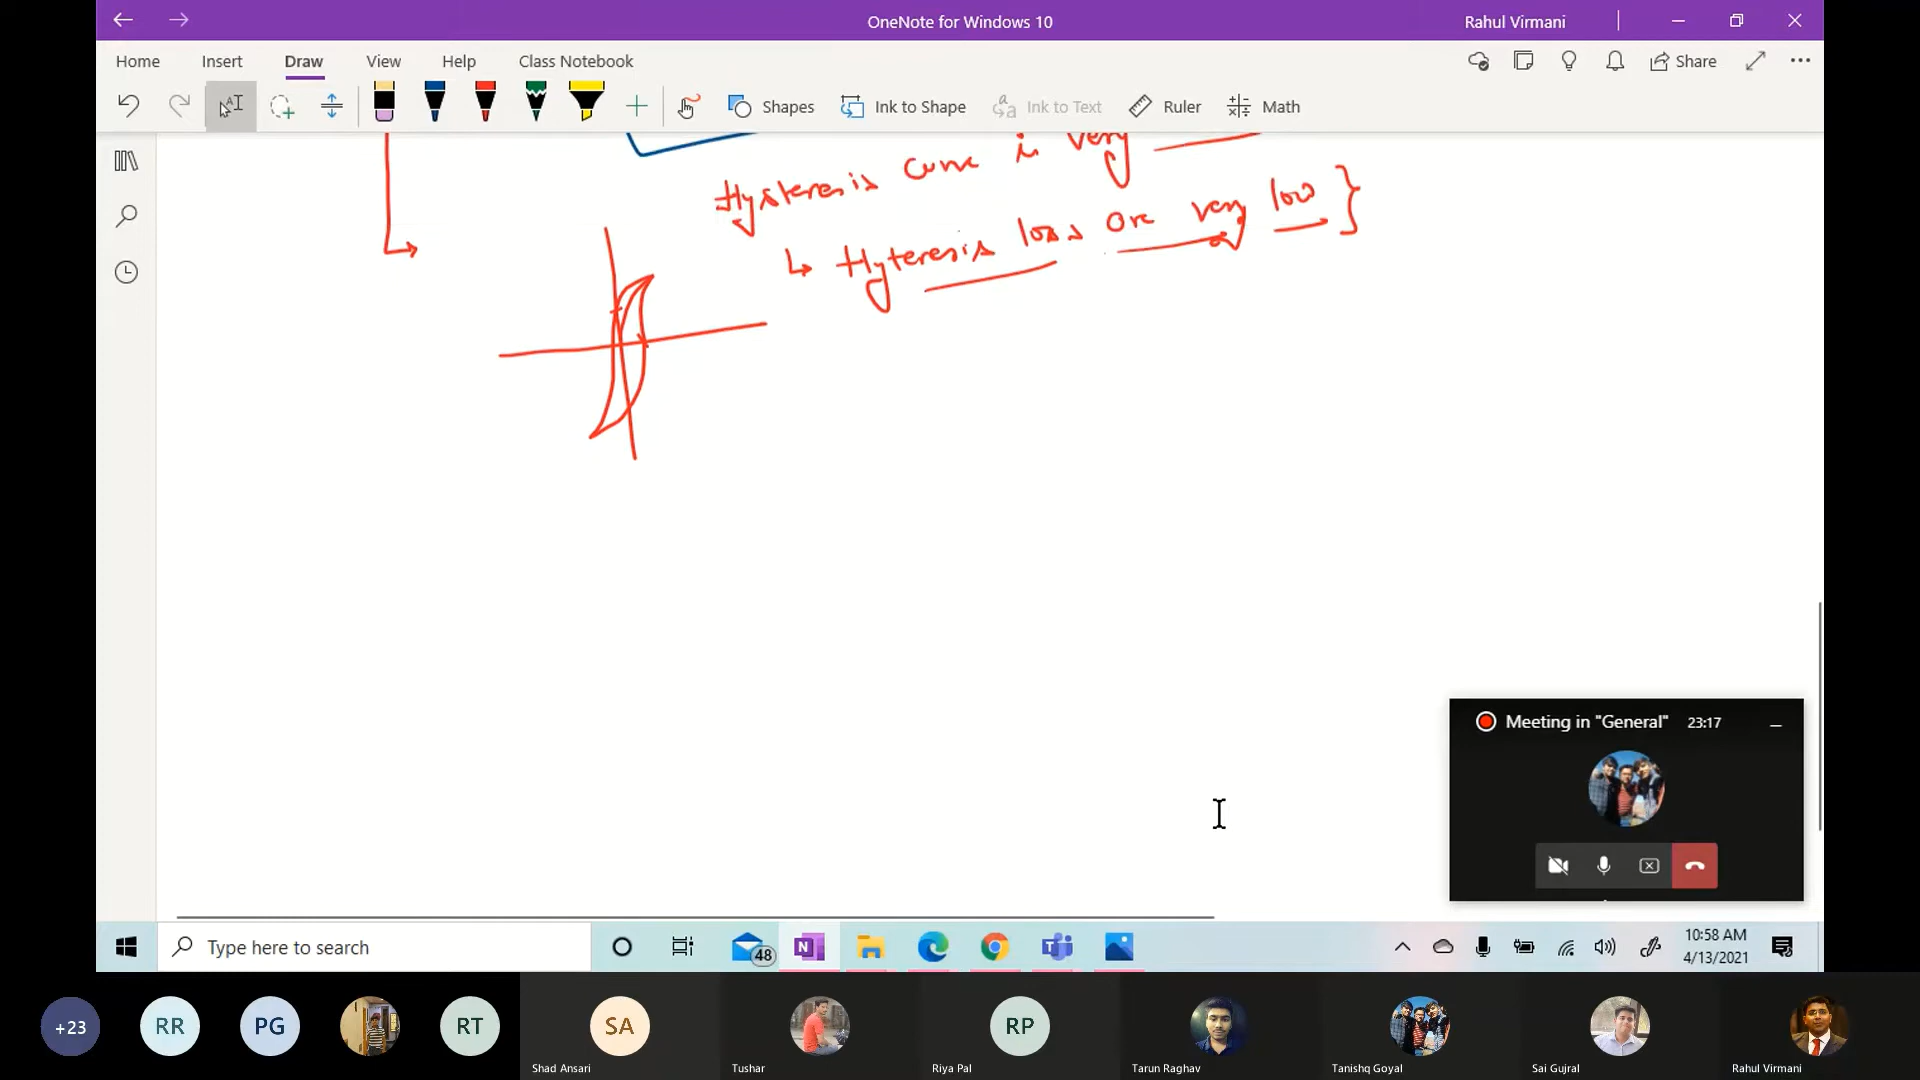 OneNote for Windows 10
Rahul Virmani
Home Insert Draw View Help Class Notebook
Share
Shapes Ink to Shape Ink to Text Ruler Math
Hysteresis curve is very
↳ Hyteresis loss are very low }
Meeting in "General" 23:17
Type here to search
48
N
10:58 AM
4/13/2021
+23 RR PG RT SA RP
Shad Ansari Tushar Riya Pal Tarun Raghav Tanishq Goyal Sai Gujral Rahul Virmani